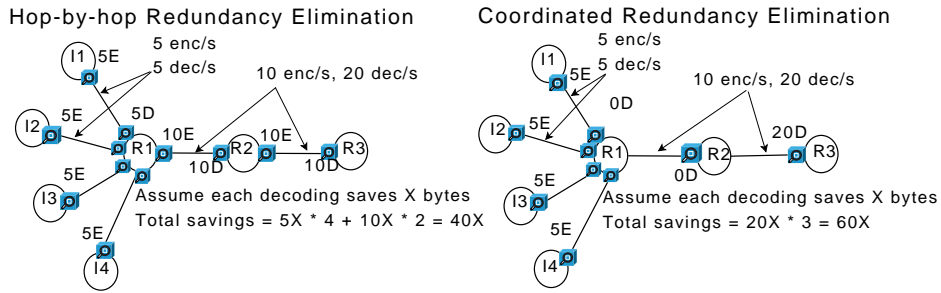 Hop-by-hop Redundancy Elimination
5 enc/s
5 dec/s
10 enc/s, 20 dec/s
I1
5E
I2
5E
5D
R1
10E
10D
R2
10E
10D
R3
I3
5E
I4
5E
Assume each decoding saves X bytes
Total savings = 5X * 4 + 10X * 2 = 40X
Coordinated Redundancy Elimination
5 enc/s
5 dec/s
10 enc/s, 20 dec/s
I1
5E
0D
I2
5E
R1
R2
0D
20D
R3
I3
5E
I4
5E
Assume each decoding saves X bytes
Total savings = 20X * 3 = 60X